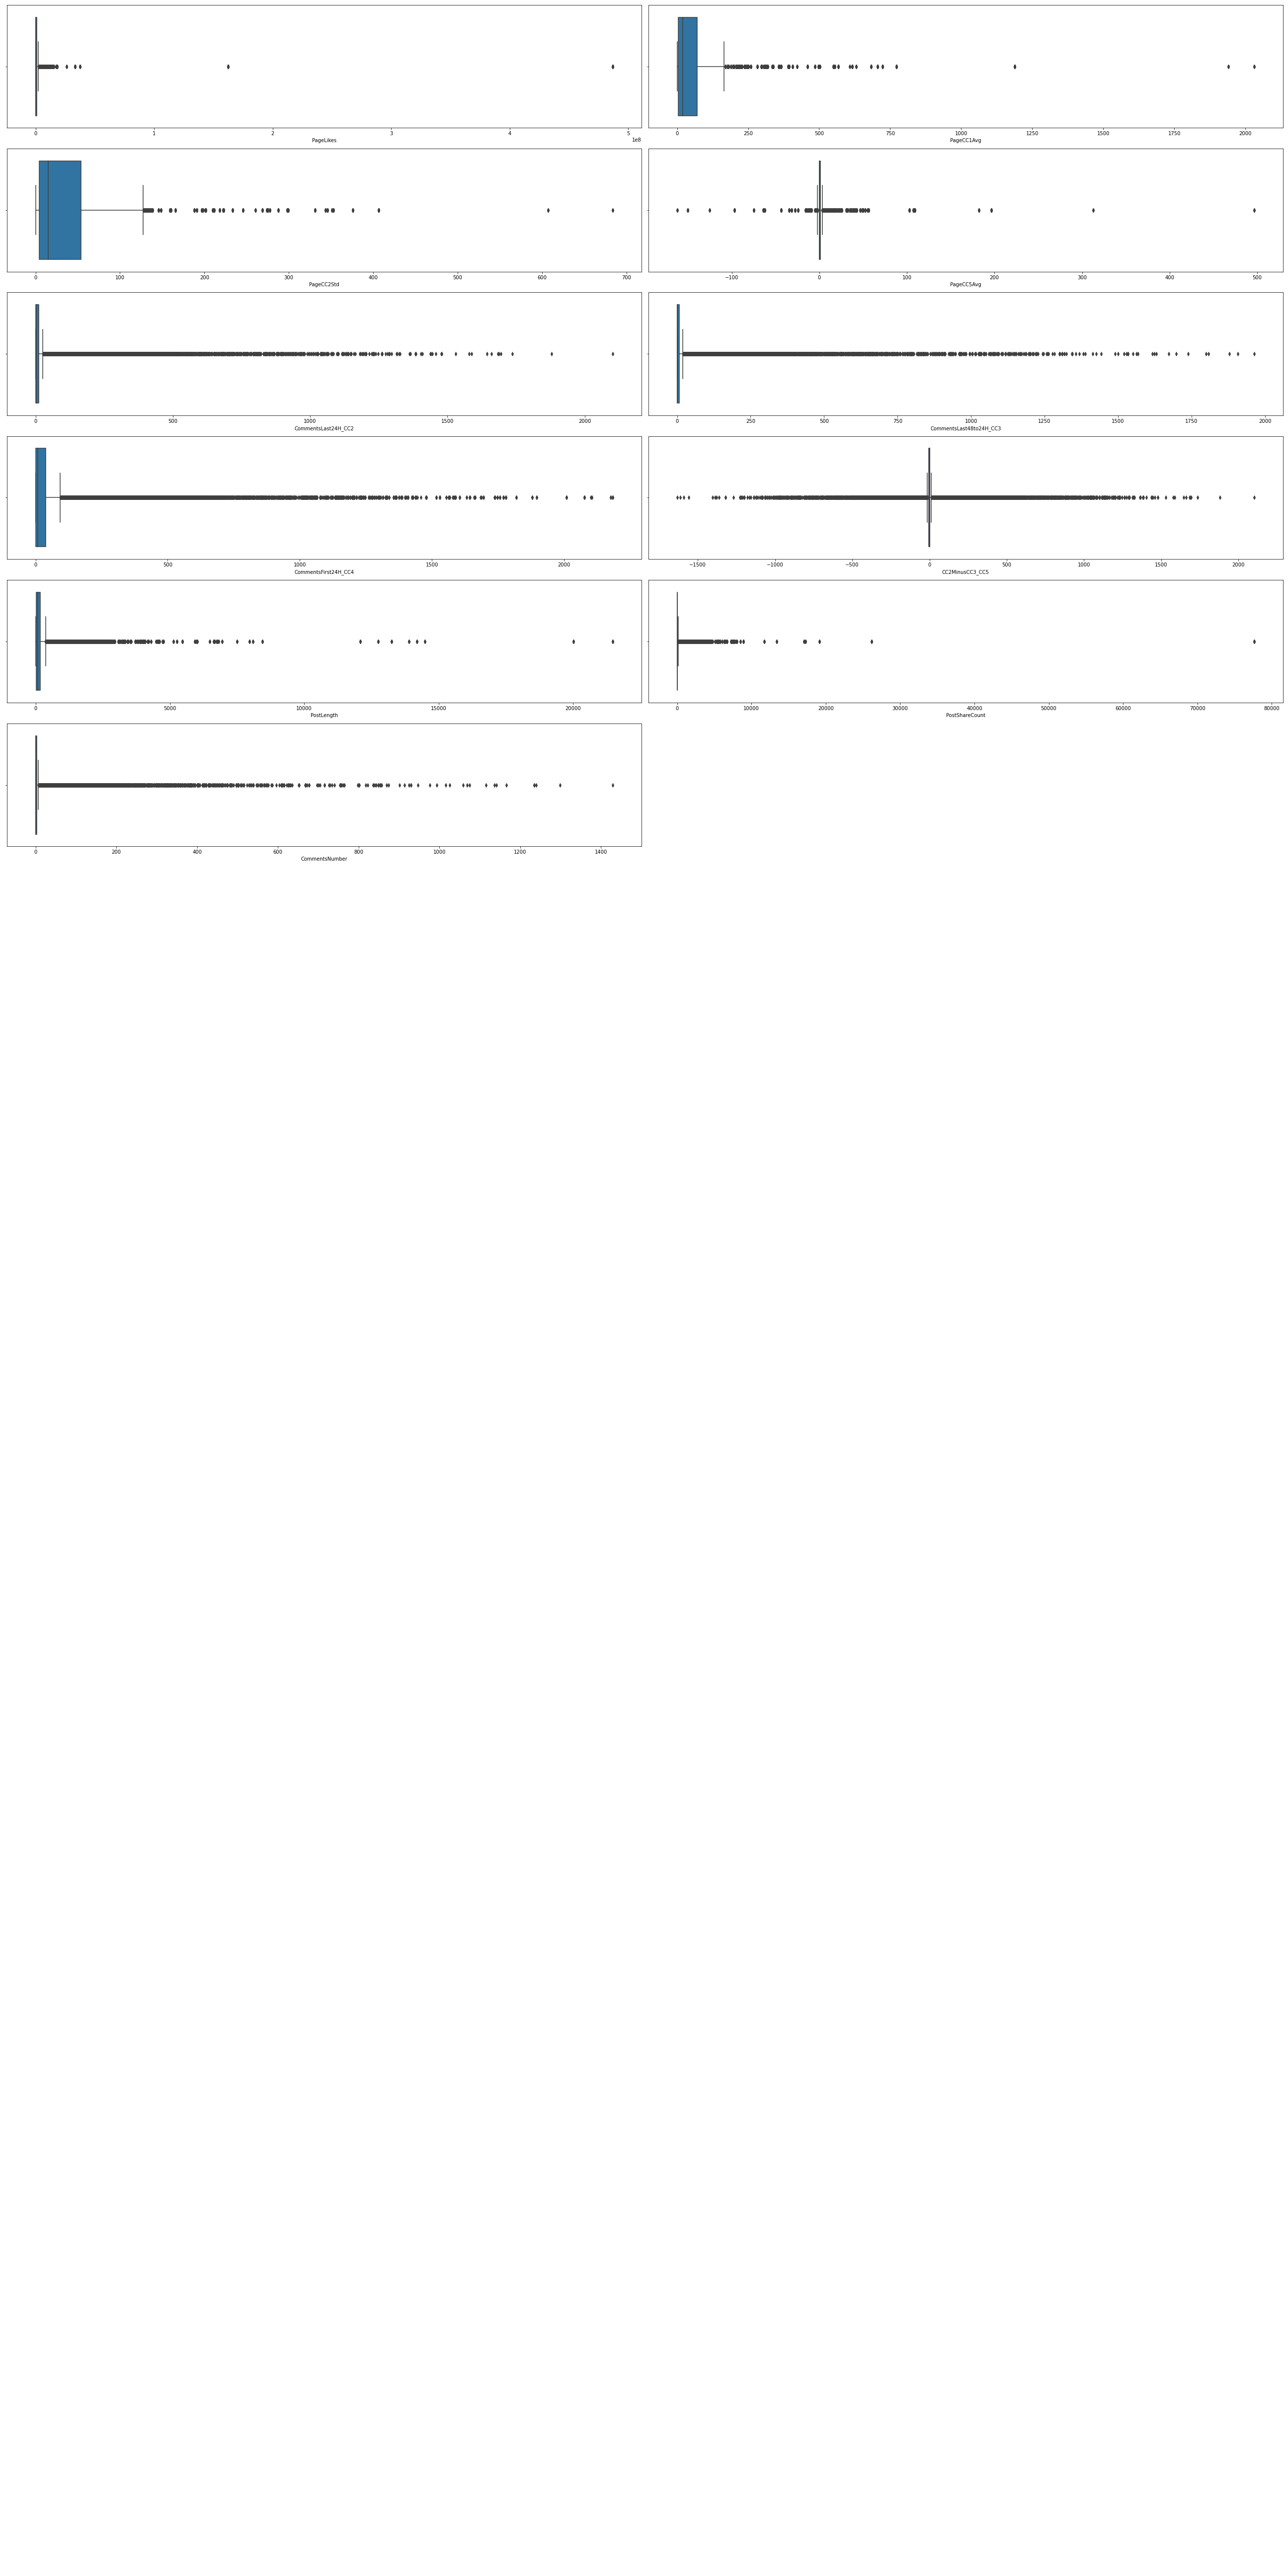 0 1 2 3 4 5
1e8
PageLikes
0 250 500 750 1000 1250 1500 1750 2000
PageCC1Avg
0 100 200 300 400 500 600 700
PageCC2Std
−100 0 100 200 300 400 500
PageCC5Avg
0 500 1000 1500 2000
CommentsLast24H_CC2
0 250 500 750 1000 1250 1500 1750 2000
CommentsLast48to24H_CC3
0 500 1000 1500 2000
CommentsFirst24H_CC4
−1500 −1000 −500 0 500 1000 1500 2000
CC2MinusCC3_CC5
0 5000 10000 15000 20000
PostLength
0 10000 20000 30000 40000 50000 60000 70000 80000
PostShareCount
0 200 400 600 800 1000 1200 1400
CommentsNumber